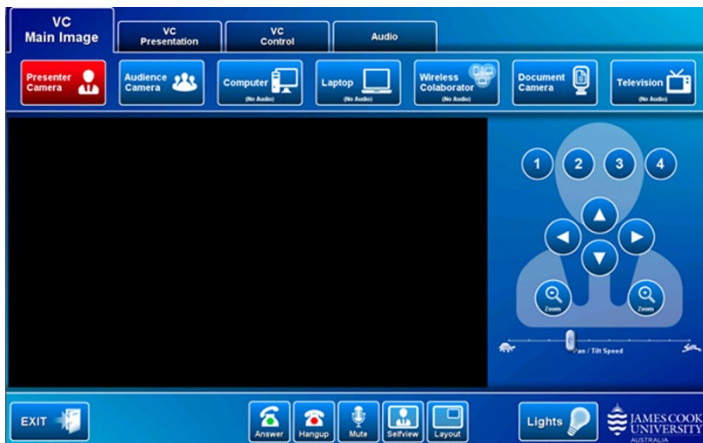 VC
Main Image
VC
Presentation
VC
Control
Audio
Presenter
Camera
Audience
Camera
Computer
(No Audio)
Laptop
(No Audio)
Wireless
Colaborator
(No Audio)
Document
Camera
Television
(No Audio)
1 2 3 4
Zoom
Zoom
Pan / Tilt Speed
EXIT
Answer
Hangup
Mute
Selfview
Layout
Lights
JAMES COOK
UNIVERSITY
AUSTRALIA